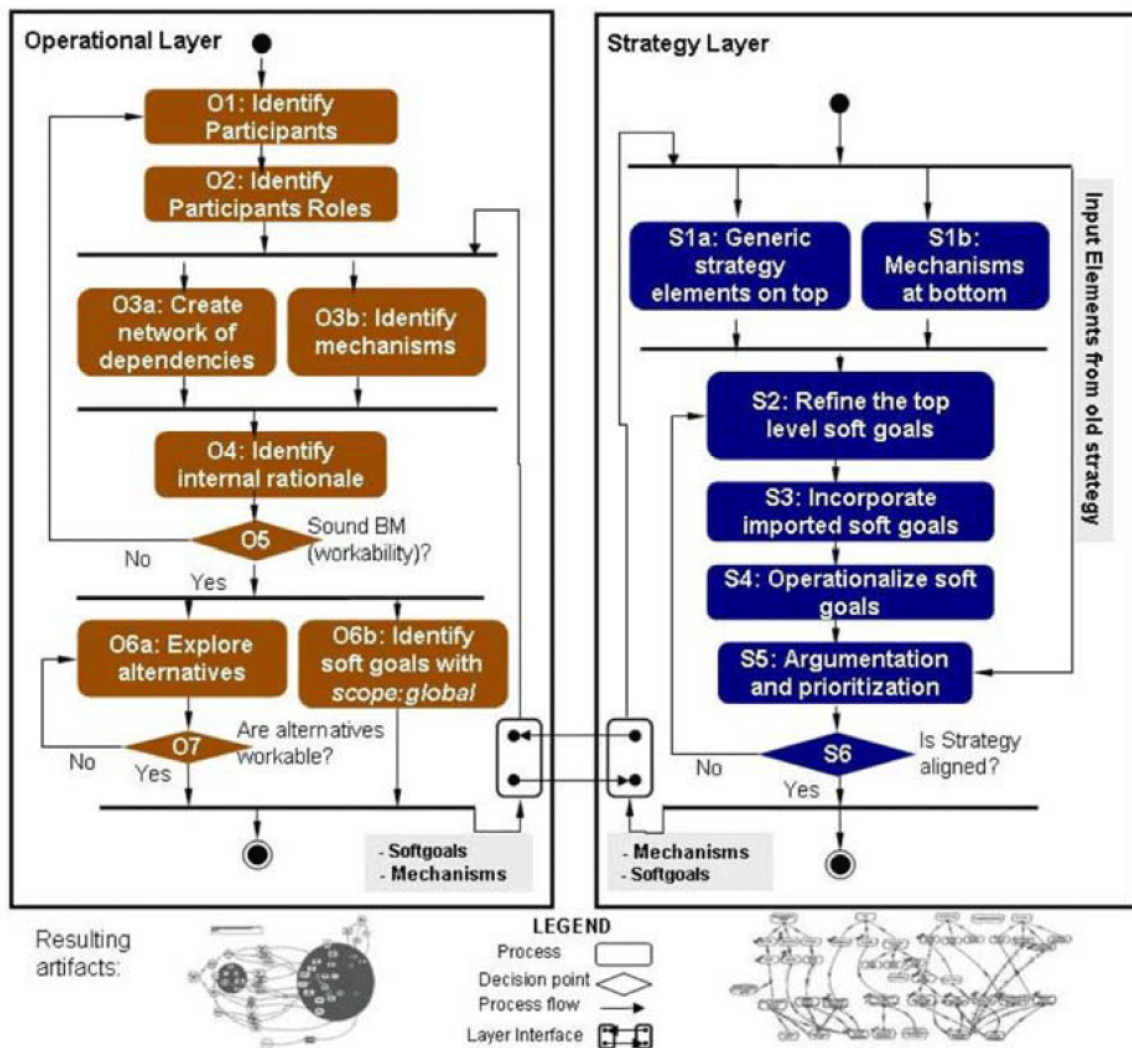 Operational Layer
O1: Identify
Participants
O2: Identify
Participants Roles
O3a: Create
network of
dependencies
O3b: Identify
mechanisms
O4: Identify
internal rationale
O5
Sound BM
(workability)?
No
Yes
O6a: Explore
alternatives
O6b: Identify
soft goals with
scope:global
O7
Are alternatives
workable?
No
Yes
- Softgoals
- Mechanisms
Strategy Layer
S1a: Generic
strategy
elements on top
S1b:
Mechanisms
at bottom
Input Elements from old strategy
S2: Refine the top
level soft goals
S3: Incorporate
imported soft goals
S4: Operationalize soft
goals
S5: Argumentation
and prioritization
S6
Is Strategy
aligned?
No
Yes
- Mechanisms
- Softgoals
Resulting
artifacts:
LEGEND
Process
Decision point
Process flow
Layer Interface